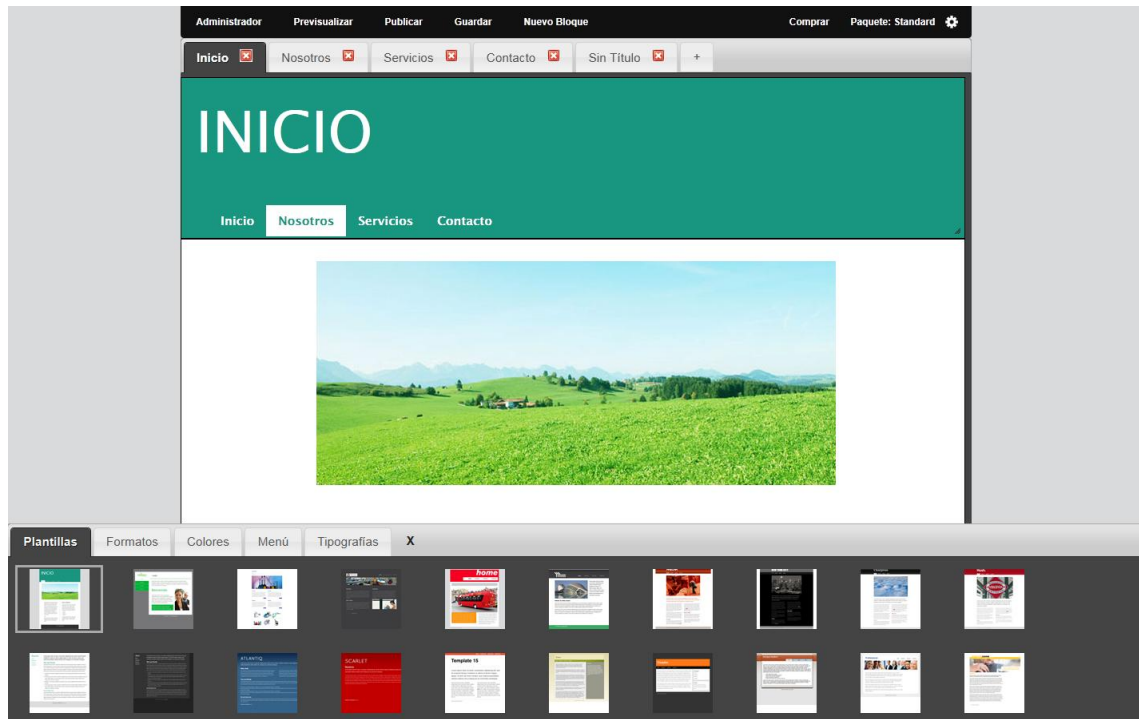 Administrador Previsualizar Publicar Guardar Nuevo Bloque Comprar Paquete: Standard
Inicio Nosotros Servicios Contacto Sin Título +
INICIO
Inicio Nosotros Servicios Contacto
Plantillas Formatos Colores Menú Tipografías X
INICIO home
ATLANTIQ SCARLET Template 15